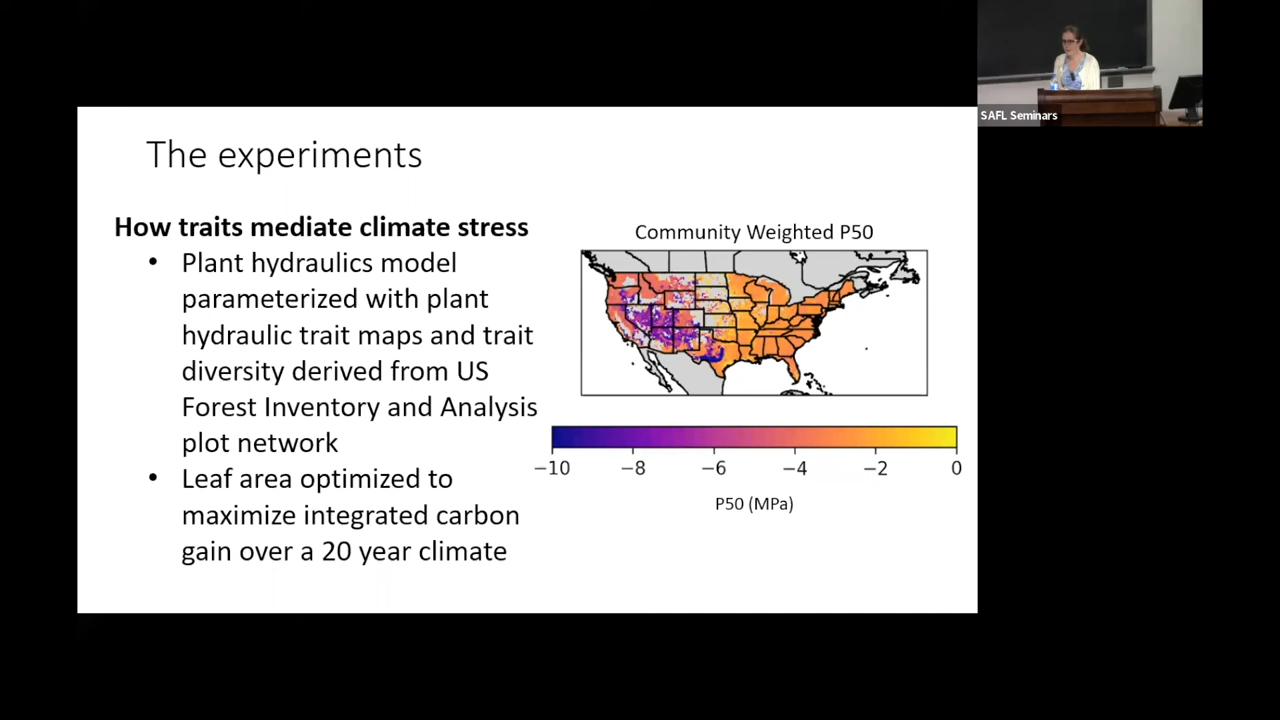 SAFL Seminars
The experiments
How traits mediate climate stress
• Plant hydraulics model
parameterized with plant
hydraulic trait maps and trait
diversity derived from US
Forest Inventory and Analysis
plot network
• Leaf area optimized to
maximize integrated carbon
gain over a 20 year climate
Community Weighted P50
−10 −8 −6 −4 −2 0
P50 (MPa)